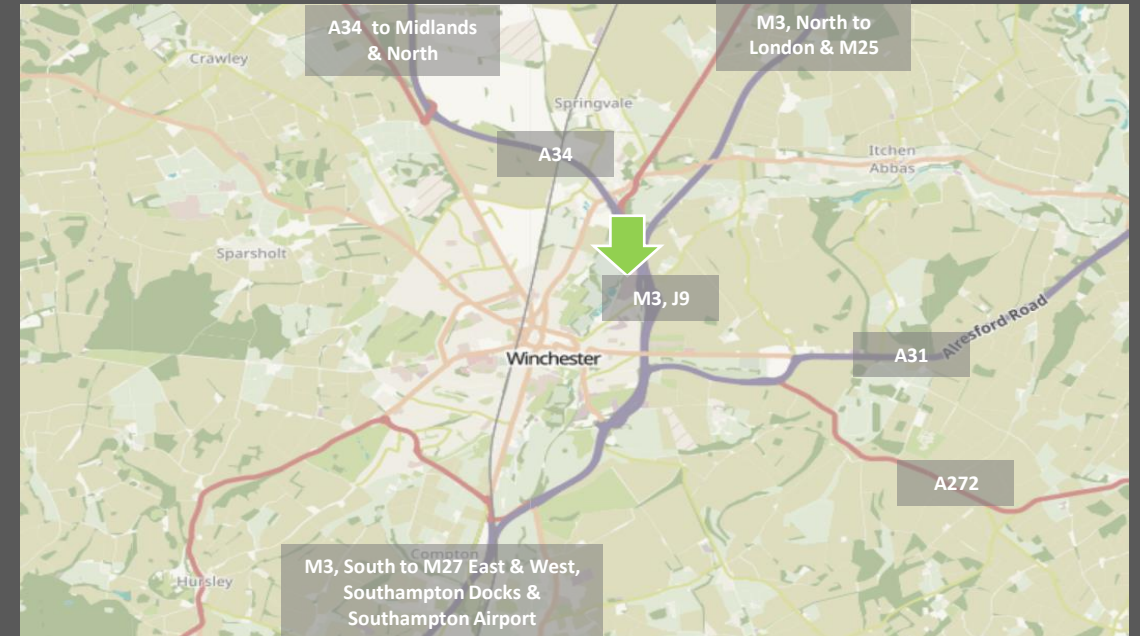 A34 to Midlands
& North
M3, North to
London & M25
Crawley
Springvale
A34
Itchen
Abbas
Sparsholt
M3, J9
Alresford Road
A31
Winchester
A272
Compton
M3, South to M27 East & West,
Southampton Docks &
Southampton Airport
Hursley